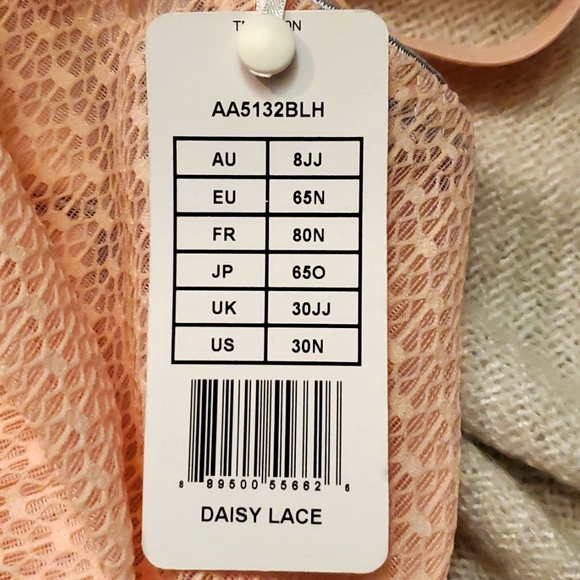 AA5132BLH
AU 8JJ
EU 65N
FR 80N
JP 65O
UK 30JJ
US 30N
8 89500 55662 6
DAISY LACE